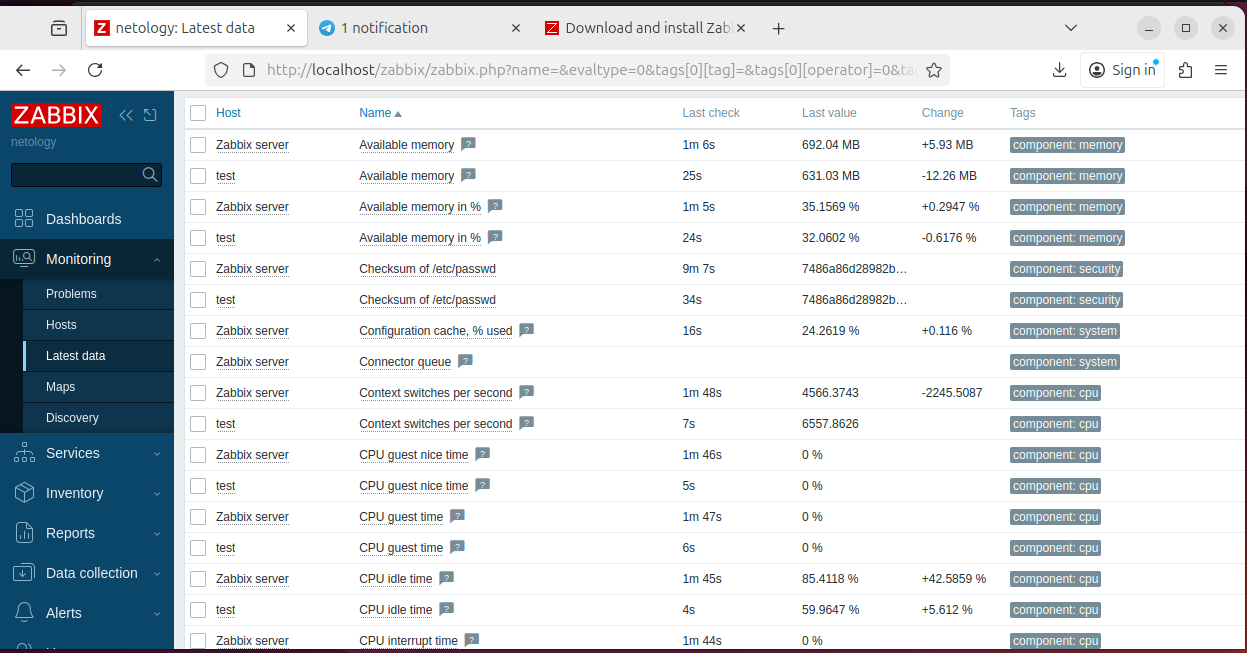 netology: Latest data
1 notification
Download and install Zab
http://localhost/zabbix/zabbix.php?name=&evaltype=0&tags[0][tag]=&tags[0][operator]=0&ta
Sign in
ZABBIX
netology
Dashboards
Monitoring
Problems
Hosts
Latest data
Maps
Discovery
Services
Inventory
Reports
Data collection
Alerts
Host Name Last check Last value Change Tags
Zabbix server Available memory ? 1m 6s 692.04 MB +5.93 MB component: memory
test Available memory ? 25s 631.03 MB -12.26 MB component: memory
Zabbix server Available memory in % ? 1m 5s 35.1569 % +0.2947 % component: memory
test Available memory in % ? 24s 32.0602 % -0.6176 % component: memory
Zabbix server Checksum of /etc/passwd 9m 7s 7486a86d28982b… component: security
test Checksum of /etc/passwd 34s 7486a86d28982b… component: security
Zabbix server Configuration cache, % used ? 16s 24.2619 % +0.116 % component: system
Zabbix server Connector queue ? component: system
Zabbix server Context switches per second ? 1m 48s 4566.3743 -2245.5087 component: cpu
test Context switches per second ? 7s 6557.8626 component: cpu
Zabbix server CPU guest nice time ? 1m 46s 0 % component: cpu
test CPU guest nice time ? 5s 0 % component: cpu
Zabbix server CPU guest time ? 1m 47s 0 % component: cpu
test CPU guest time ? 6s 0 % component: cpu
Zabbix server CPU idle time ? 1m 45s 85.4118 % +42.5859 % component: cpu
test CPU idle time ? 4s 59.9647 % +5.612 % component: cpu
Zabbix server CPU interrupt time ? 1m 44s 0 % component: cpu